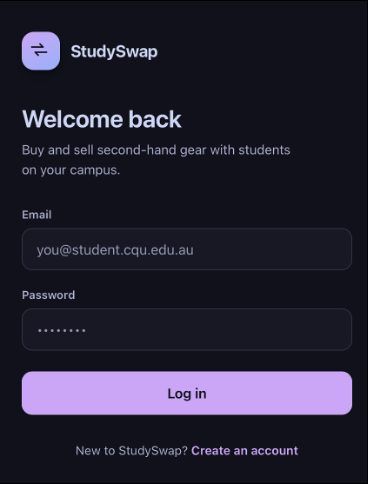 StudySwap
Welcome back
Buy and sell second-hand gear with students
on your campus.
Email
you@student.cqu.edu.au
Password
••••••••
Log in
New to StudySwap? Create an account